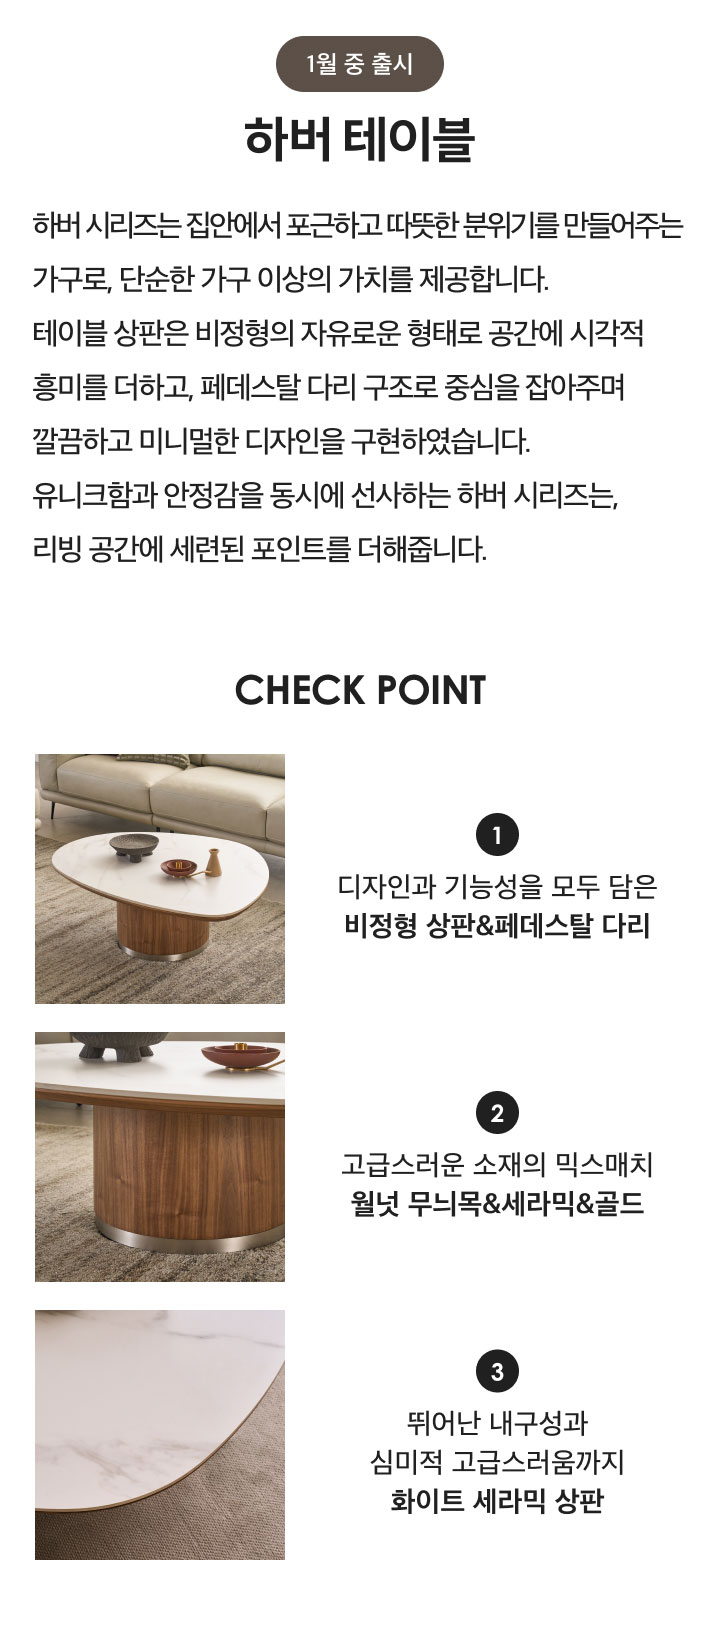 1월 중 출시
하버 테이블
하버 시리즈는 집안에서 포근하고 따뜻한 분위기를 만들어주는
가구로, 단순한 가구 이상의 가치를 제공합니다.
테이블 상판은 비정형의 자유로운 형태로 공간에 시각적
흥미를 더하고, 페데스탈 다리 구조로 중심을 잡아주며
깔끔하고 미니멀한 디자인을 구현하였습니다.
유니크함과 안정감을 동시에 선사하는 하버 시리즈는,
리빙 공간에 세련된 포인트를 더해줍니다.
CHECK POINT
1
디자인과 기능성을 모두 담은
비정형 상판&페데스탈 다리
2
고급스러운 소재의 믹스매치
월넛 무늬목&세라믹&골드
3
뛰어난 내구성과
심미적 고급스러움까지
화이트 세라믹 상판